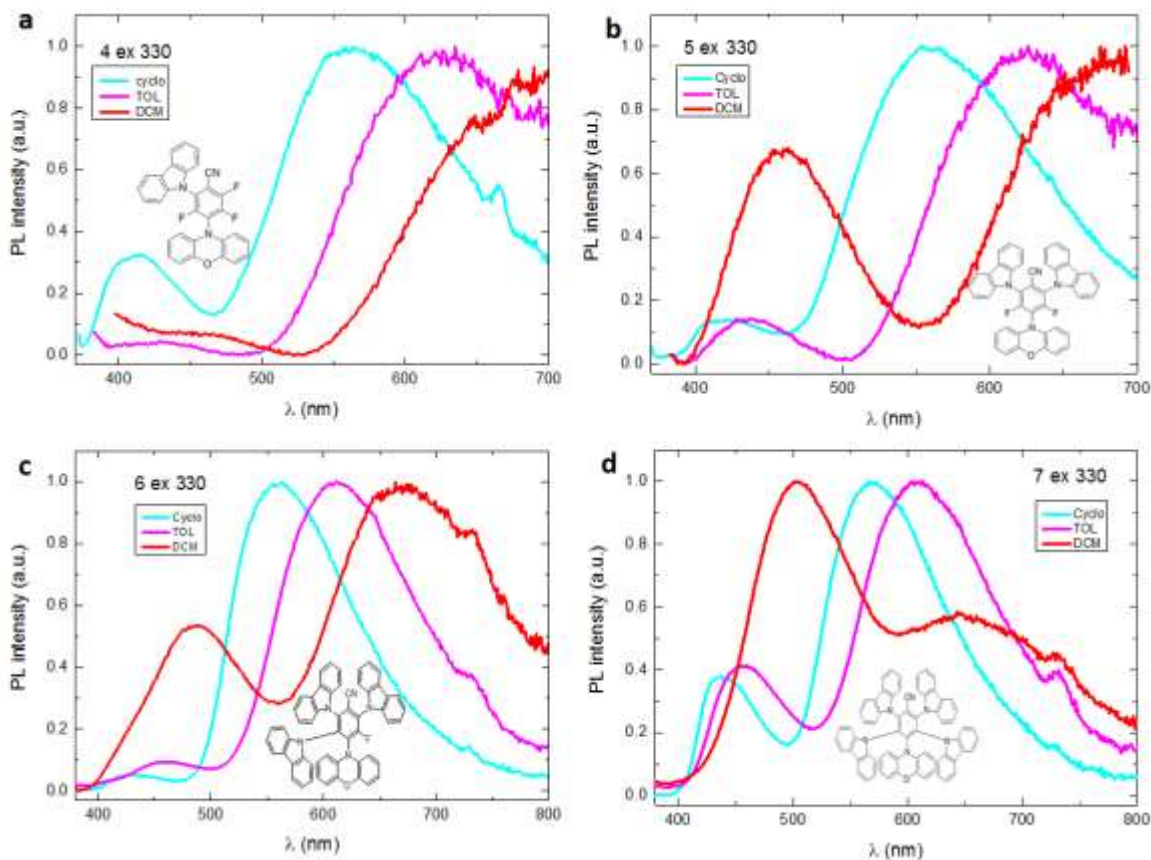 a
4 ex 330
cyclo
TOL
DCM
CN
N
F
F
F
N
O
PL intensity (a.u.)
1.0
0.8
0.6
0.4
0.2
0.0
400
500
600
700
λ (nm)
b
5 ex 330
Cyclo
TOL
DCM
CN
N
N
F
F
N
O
PL intensity (a.u.)
1.0
0.8
0.6
0.4
0.2
0.0
400
500
600
700
λ (nm)
c
6 ex 330
Cyclo
TOL
DCM
CN
N
N
F
N
PL intensity (a.u.)
1.0
0.8
0.6
0.4
0.2
0.0
400
500
600
700
800
λ (nm)
d
7 ex 330
Cyclo
TOL
DCM
CN
N
N
N
PL intensity (a.u.)
1.0
0.8
0.6
0.4
0.2
0.0
400
500
600
700
800
λ (nm)